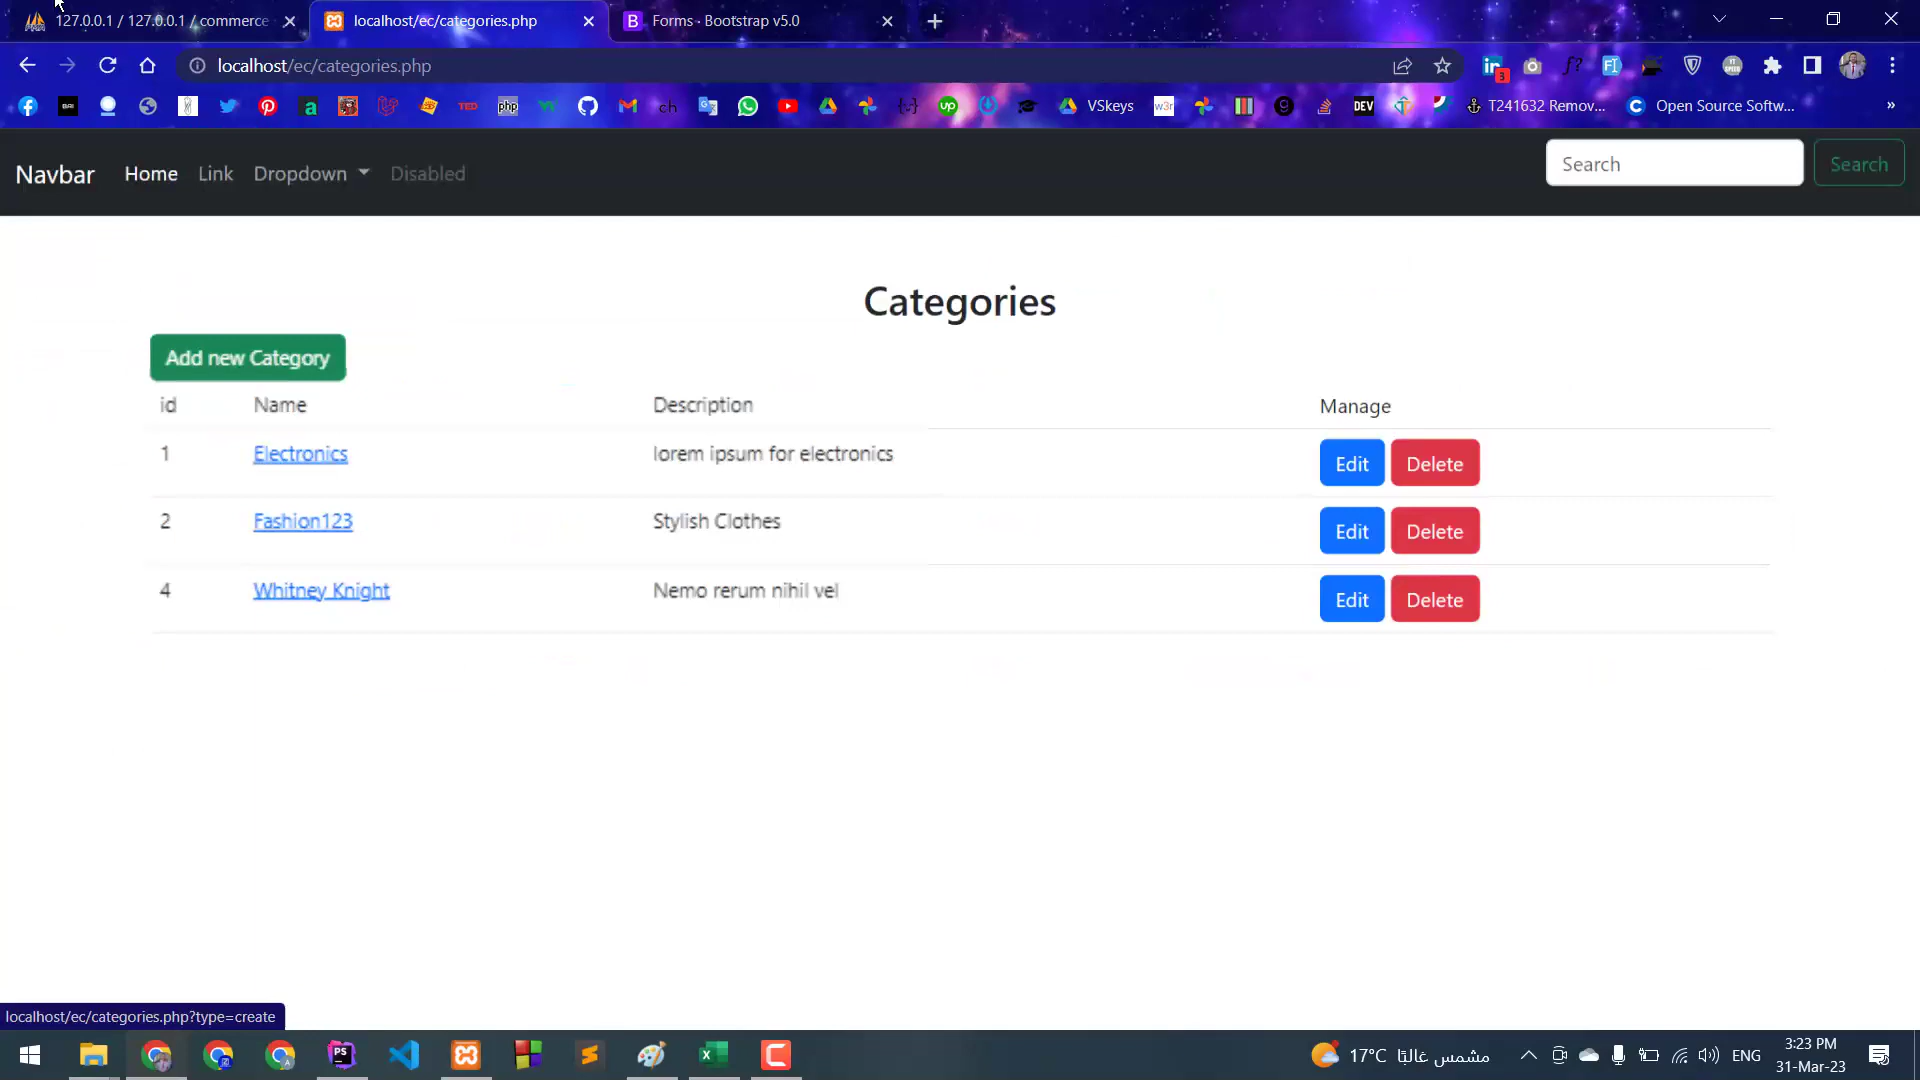 127.0.0.1 / 127.0.0.1 / commerce
localhost/ec/categories.php
Forms · Bootstrap v5.0
localhost/ec/categories.php
VSkeys
T241632 Remov...
Open Source Softw...
Navbar
Home
Link
Dropdown
Disabled
Search
Search
Categories
Add new Category
id Name Description Manage
1 Electronics lorem ipsum for electronics Edit Delete
2 Fashion123 Stylish Clothes Edit Delete
4 Whitney Knight Nemo rerum nihil vel Edit Delete
localhost/ec/categories.php?type=create
17°C مشمس غالبًا
ENG
3:23 PM
31-Mar-23